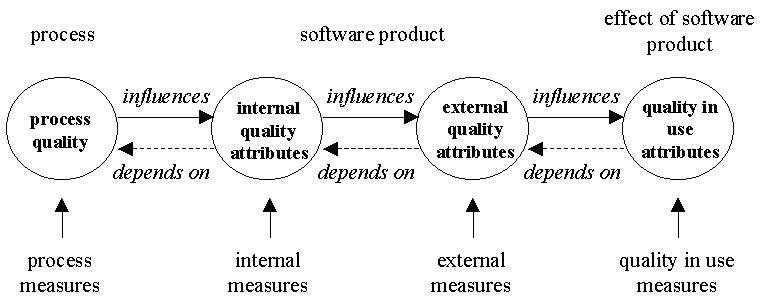 process
software product
effect of software
product
influences
influences
influences
process
quality
internal
quality
attributes
external
quality
attributes
quality in
use
attributes
depends on
depends on
depends on
process
measures
internal
measures
external
measures
quality in use
measures